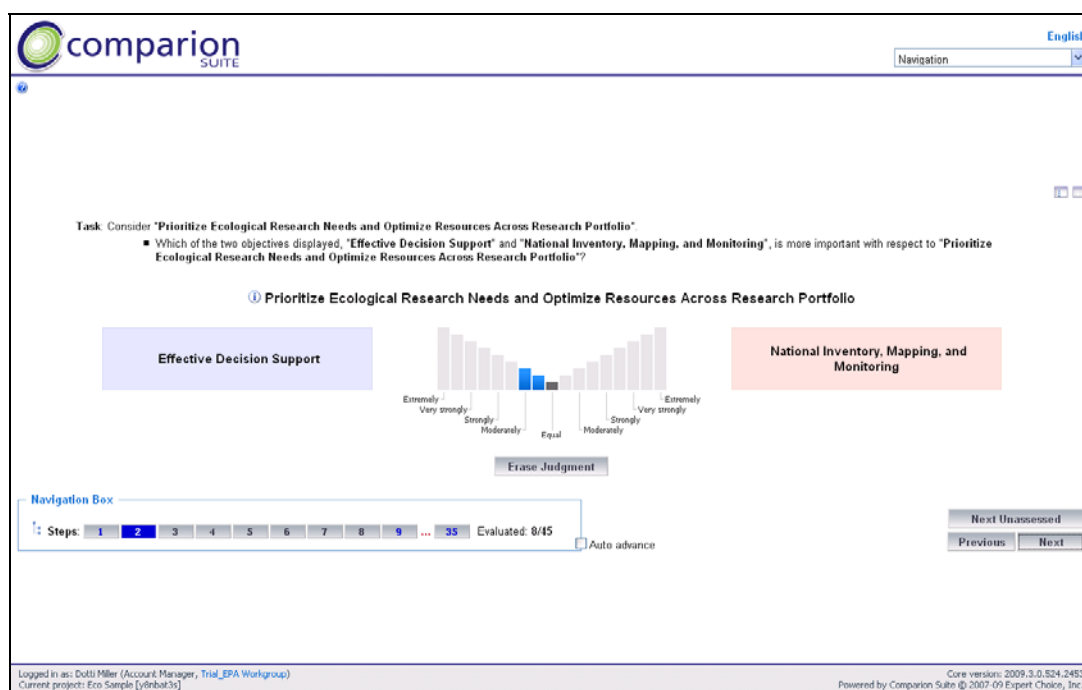 comparion
SUITE
English
Navigation
Task: Consider "Prioritize Ecological Research Needs and Optimize Resources Across Research Portfolio".
■ Which of the two objectives displayed, "Effective Decision Support" and "National Inventory, Mapping, and Monitoring", is more important with respect to "Prioritize
Ecological Research Needs and Optimize Resources Across Research Portfolio"?
Prioritize Ecological Research Needs and Optimize Resources Across Research Portfolio
Effective Decision Support
National Inventory, Mapping, and
Monitoring
Extremely Extremely
Very strongly Very strongly
Strongly Strongly
Moderately Equal Moderately
Erase Judgment
Navigation Box
Steps: 1 2 3 4 5 6 7 8 9 ... 35 Evaluated: 8/45
Auto advance
Next Unassessed
Previous Next
Logged in as: Dotti Miller (Account Manager, Trial_EPA Workgroup)
Current project: Eco Sample [y6nbat3s]
Core version: 2009.3.0.524.2453
Powered by Comparion Suite © 2007-09 Expert Choice, Inc